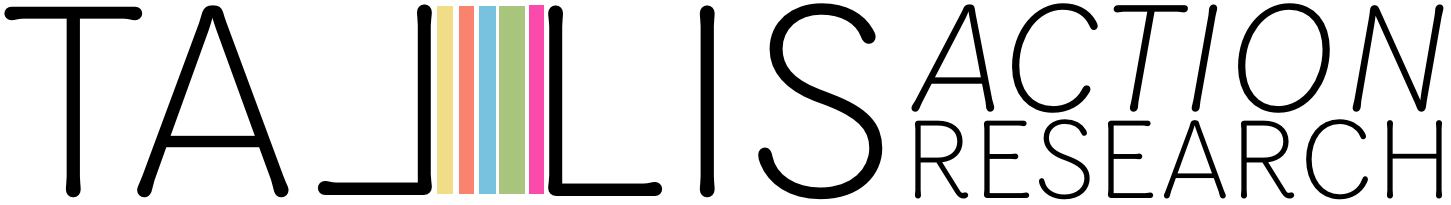 TALLIS
ACTION
RESEARCH